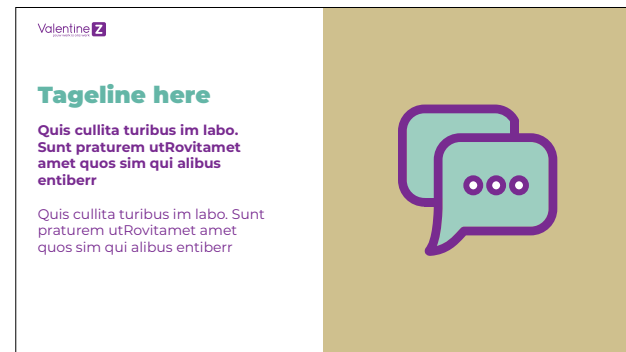 Valentine Z
Tageline here
Quis cullita turibus im labo.
Sunt praturem utRovitamet
amet quos sim qui alibus
entiberr
Quis cullita turibus im labo. Sunt
praturem utRovitamet amet
quos sim qui alibus entiberr